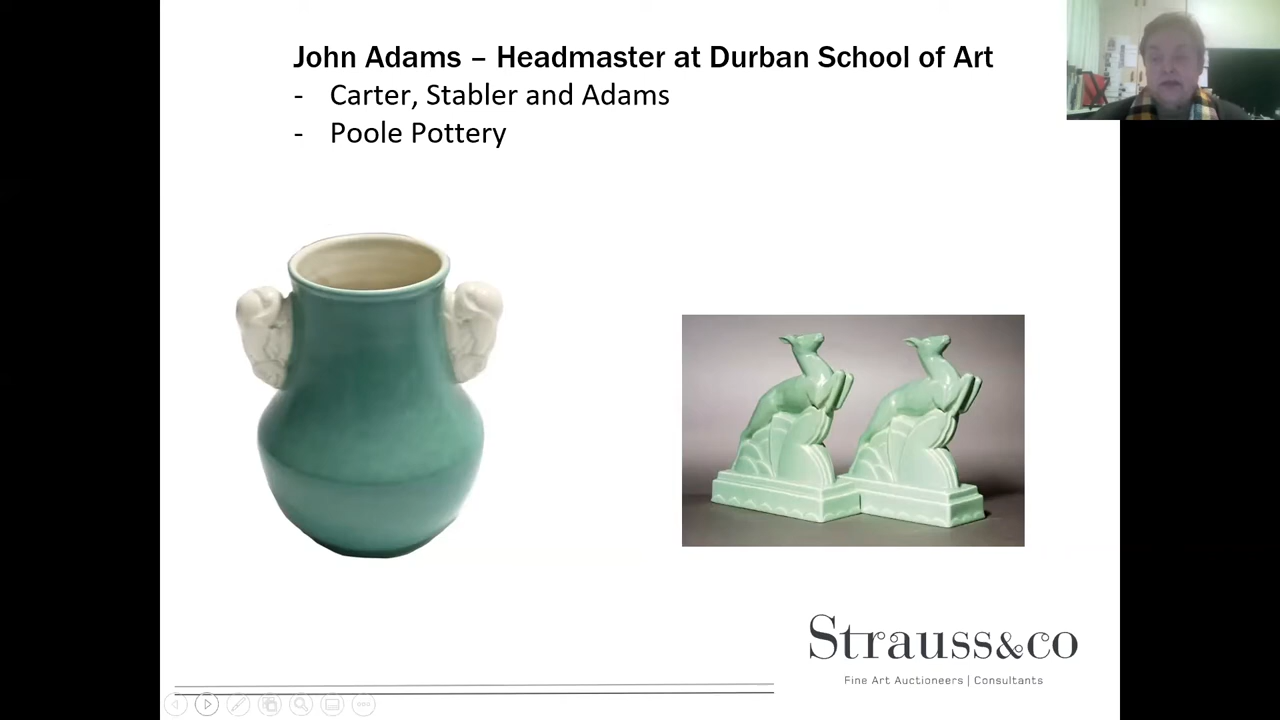 John Adams – Headmaster at Durban School of Art
- Carter, Stabler and Adams
- Poole Pottery
Strauss&co
Fine Art Auctioneers | Consultants